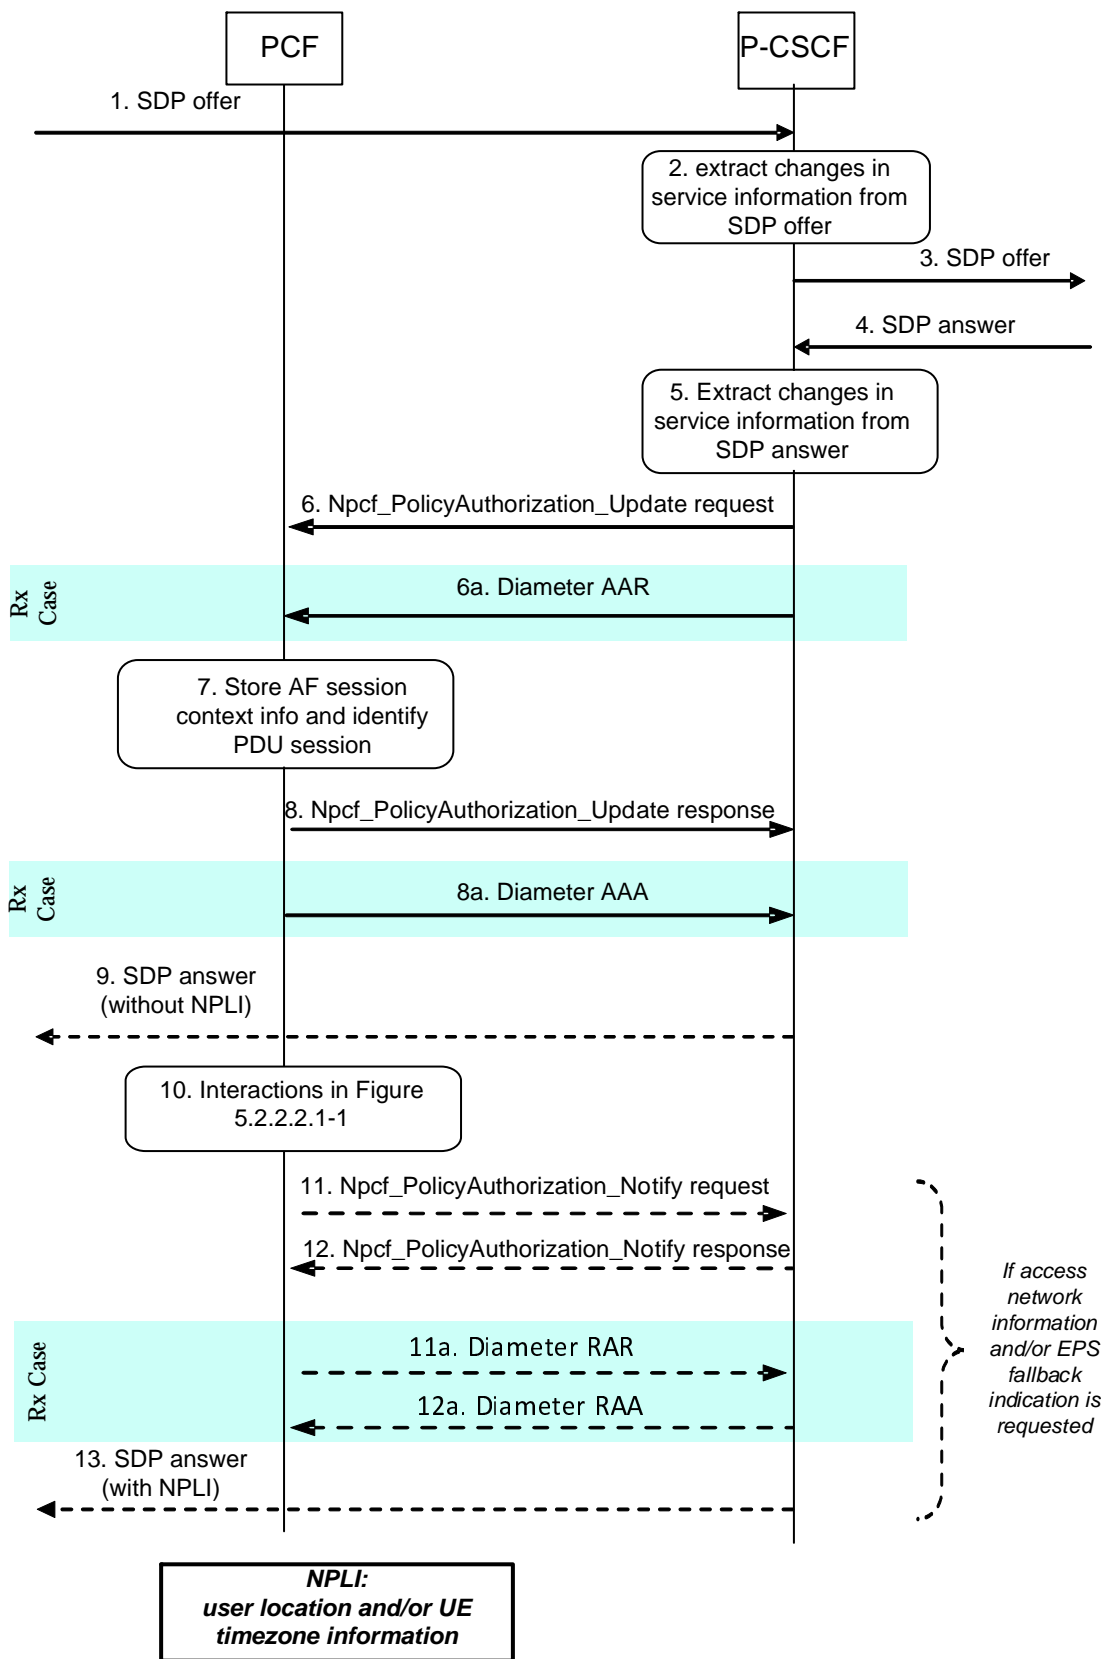 PCF
P-CSCF
1. SDP offer
2. extract changes in
service information from
SDP offer
3. SDP offer
4. SDP answer
5. Extract changes in
service information from
SDP answer
6. Npcf_PolicyAuthorization_Update request
Rx
Case
6a. Diameter AAR
7. Store AF session
context info and identify
PDU session
8. Npcf_PolicyAuthorization_Update response
Rx
Case
8a. Diameter AAA
9. SDP answer
(without NPLI)
10. Interactions in Figure
5.2.2.2.1-1
11. Npcf_PolicyAuthorization_Notify request
12. Npcf_PolicyAuthorization_Notify response
If access
network
information
and/or EPS
fallback
indication is
requested
Rx Case
11a. Diameter RAR
12a. Diameter RAA
13. SDP answer
(with NPLI)
NPLI:
user location and/or UE
timezone information